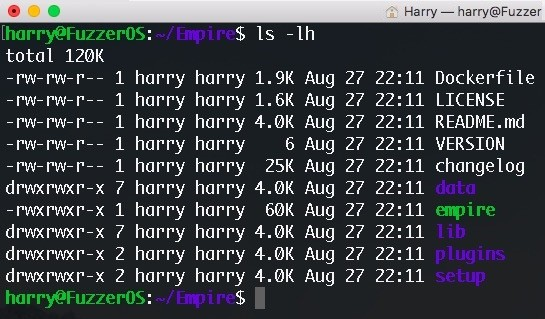 Harry — harry@Fuzzer
harry@FuzzerOS:~/Empire$ ls -lh
total 120K
-rw-rw-r-- 1 harry harry 1.9K Aug 27 22:11 Dockerfile
-rw-rw-r-- 1 harry harry 1.6K Aug 27 22:11 LICENSE
-rw-rw-r-- 1 harry harry 4.0K Aug 27 22:11 README.md
-rw-rw-r-- 1 harry harry    6 Aug 27 22:11 VERSION
-rw-rw-r-- 1 harry harry  25K Aug 27 22:11 changelog
drwxrwxr-x 7 harry harry 4.0K Aug 27 22:11 data
-rwxrwxr-x 1 harry harry  60K Aug 27 22:11 empire
drwxrwxr-x 7 harry harry 4.0K Aug 27 22:11 lib
drwxrwxr-x 2 harry harry 4.0K Aug 27 22:11 plugins
drwxrwxr-x 2 harry harry 4.0K Aug 27 22:11 setup
harry@FuzzerOS:~/Empire$